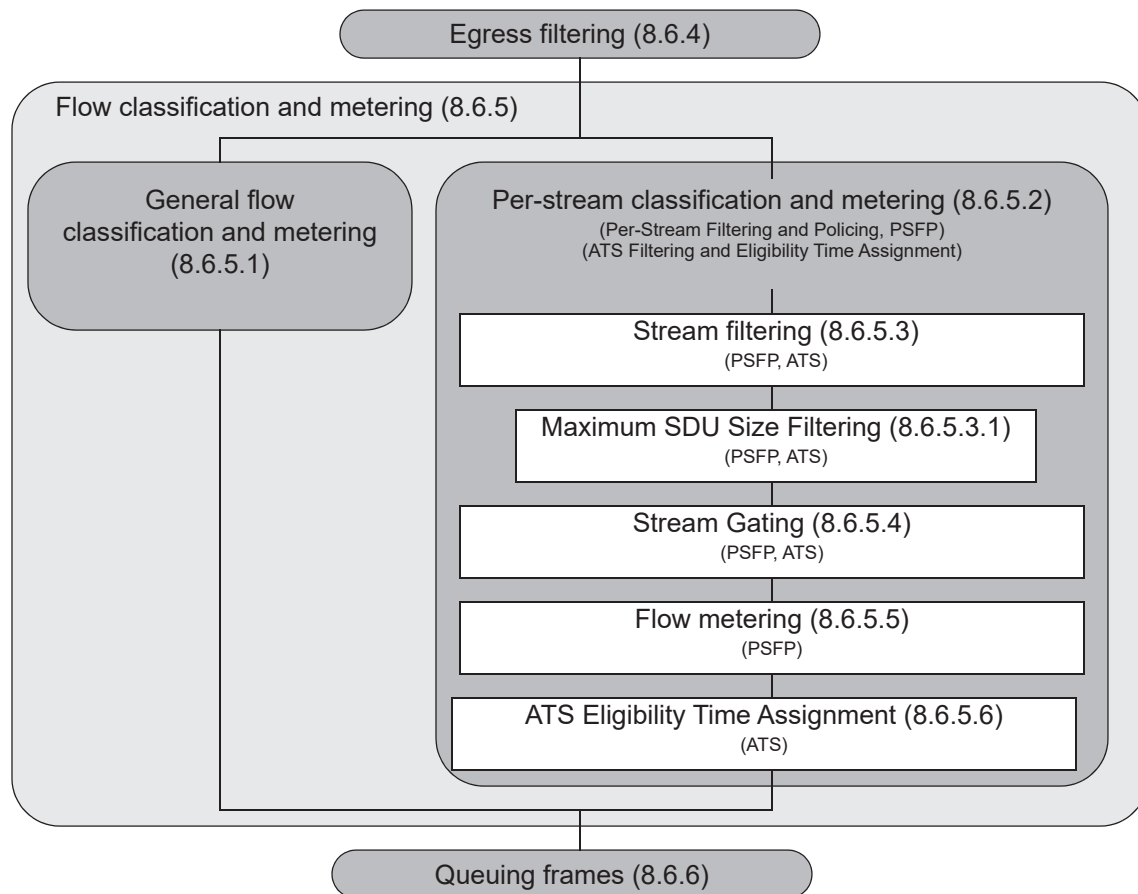 Egress filtering (8.6.4)
Flow classification and metering (8.6.5)
General flow
classification and metering
(8.6.5.1)
Per-stream classification and metering (8.6.5.2)
(Per-Stream Filtering and Policing, PSFP)
(ATS Filtering and Eligibility Time Assignment)
Stream filtering (8.6.5.3)
(PSFP, ATS)
Maximum SDU Size Filtering (8.6.5.3.1)
(PSFP, ATS)
Stream Gating (8.6.5.4)
(PSFP, ATS)
Flow metering (8.6.5.5)
(PSFP)
ATS Eligibility Time Assignment (8.6.5.6)
(ATS)
Queuing frames (8.6.6)